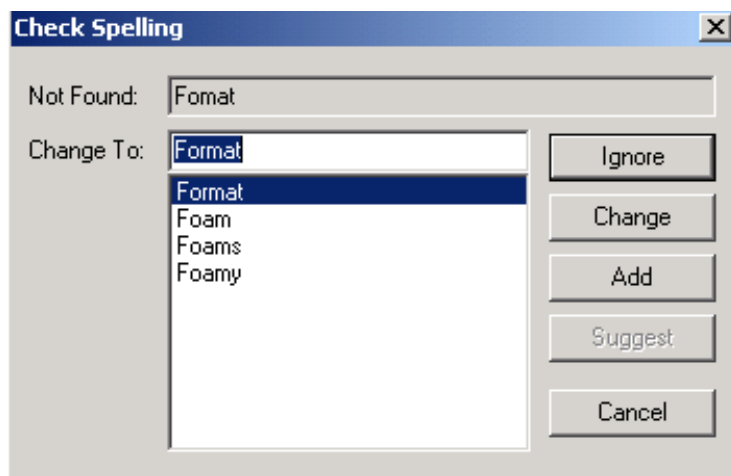 Check Spelling
Not Found: Fomat
Change To: Format
Format
Foam
Foams
Foamy
Ignore
Change
Add
Suggest
Cancel